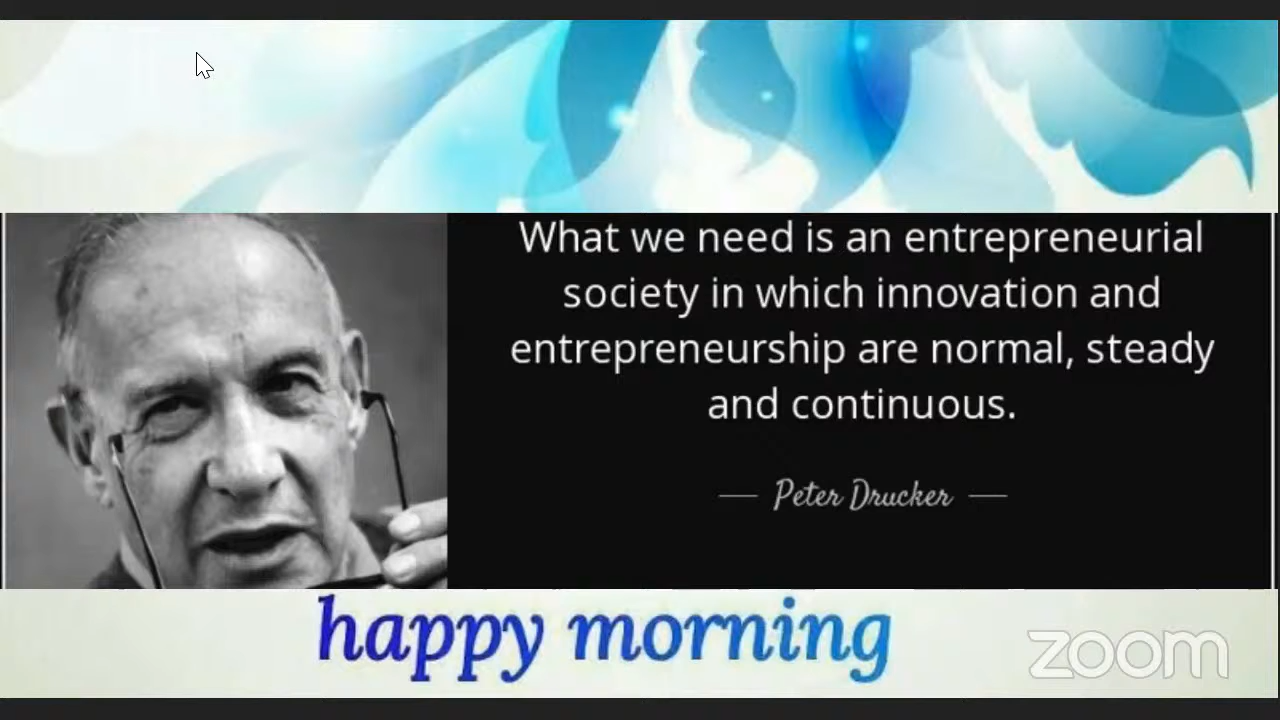 What we need is an entrepreneurial
society in which innovation and
entrepreneurship are normal, steady
and continuous.
— Peter Drucker —
happy morning
zoom